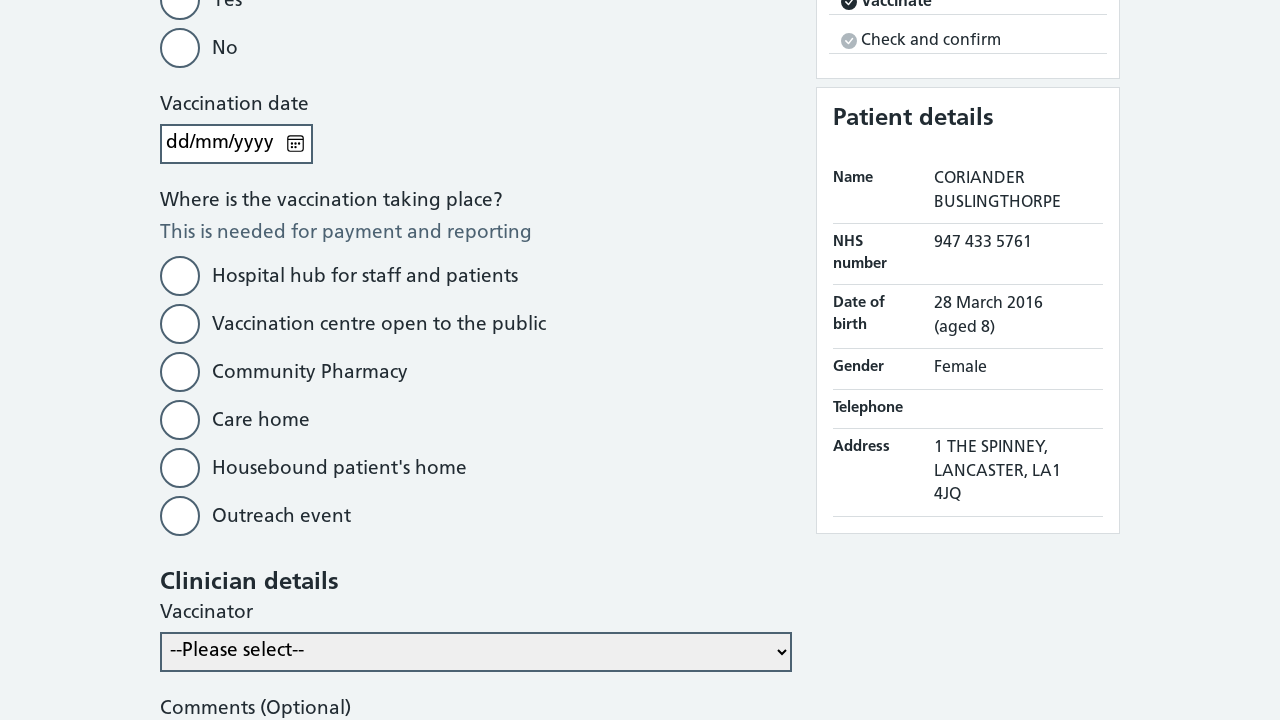 Yes
No
Vaccination date
dd/mm/yyyy
Where is the vaccination taking place?
This is needed for payment and reporting
Hospital hub for staff and patients
Vaccination centre open to the public
Community Pharmacy
Care home
Housebound patient's home
Outreach event
Clinician details
Vaccinator
--Please select--
Comments (Optional)
Vaccinate
Check and confirm
Patient details
Name
CORIANDER
BUSLINGTHORPE
NHS
number
947 433 5761
Date of
birth
28 March 2016
(aged 8)
Gender
Female
Telephone
Address
1 THE SPINNEY,
LANCASTER, LA1
4JQ